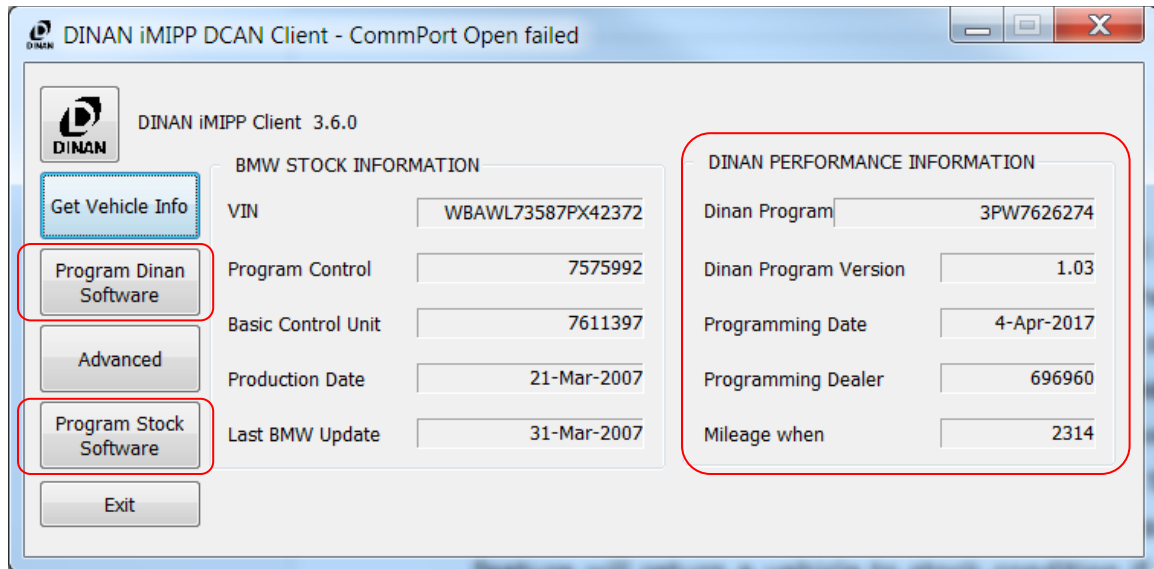 DINAN iMIPP DCAN Client - CommPort Open failed
DINAN
DINAN
DINAN iMIPP Client 3.6.0
Get Vehicle Info
Program Dinan
Software
Advanced
Program Stock
Software
Exit
BMW STOCK INFORMATION
VIN WBAWL73587PX42372
Program Control 7575992
Basic Control Unit 7611397
Production Date 21-Mar-2007
Last BMW Update 31-Mar-2007
DINAN PERFORMANCE INFORMATION
Dinan Program 3PW7626274
Dinan Program Version 1.03
Programming Date 4-Apr-2017
Programming Dealer 696960
Mileage when 2314